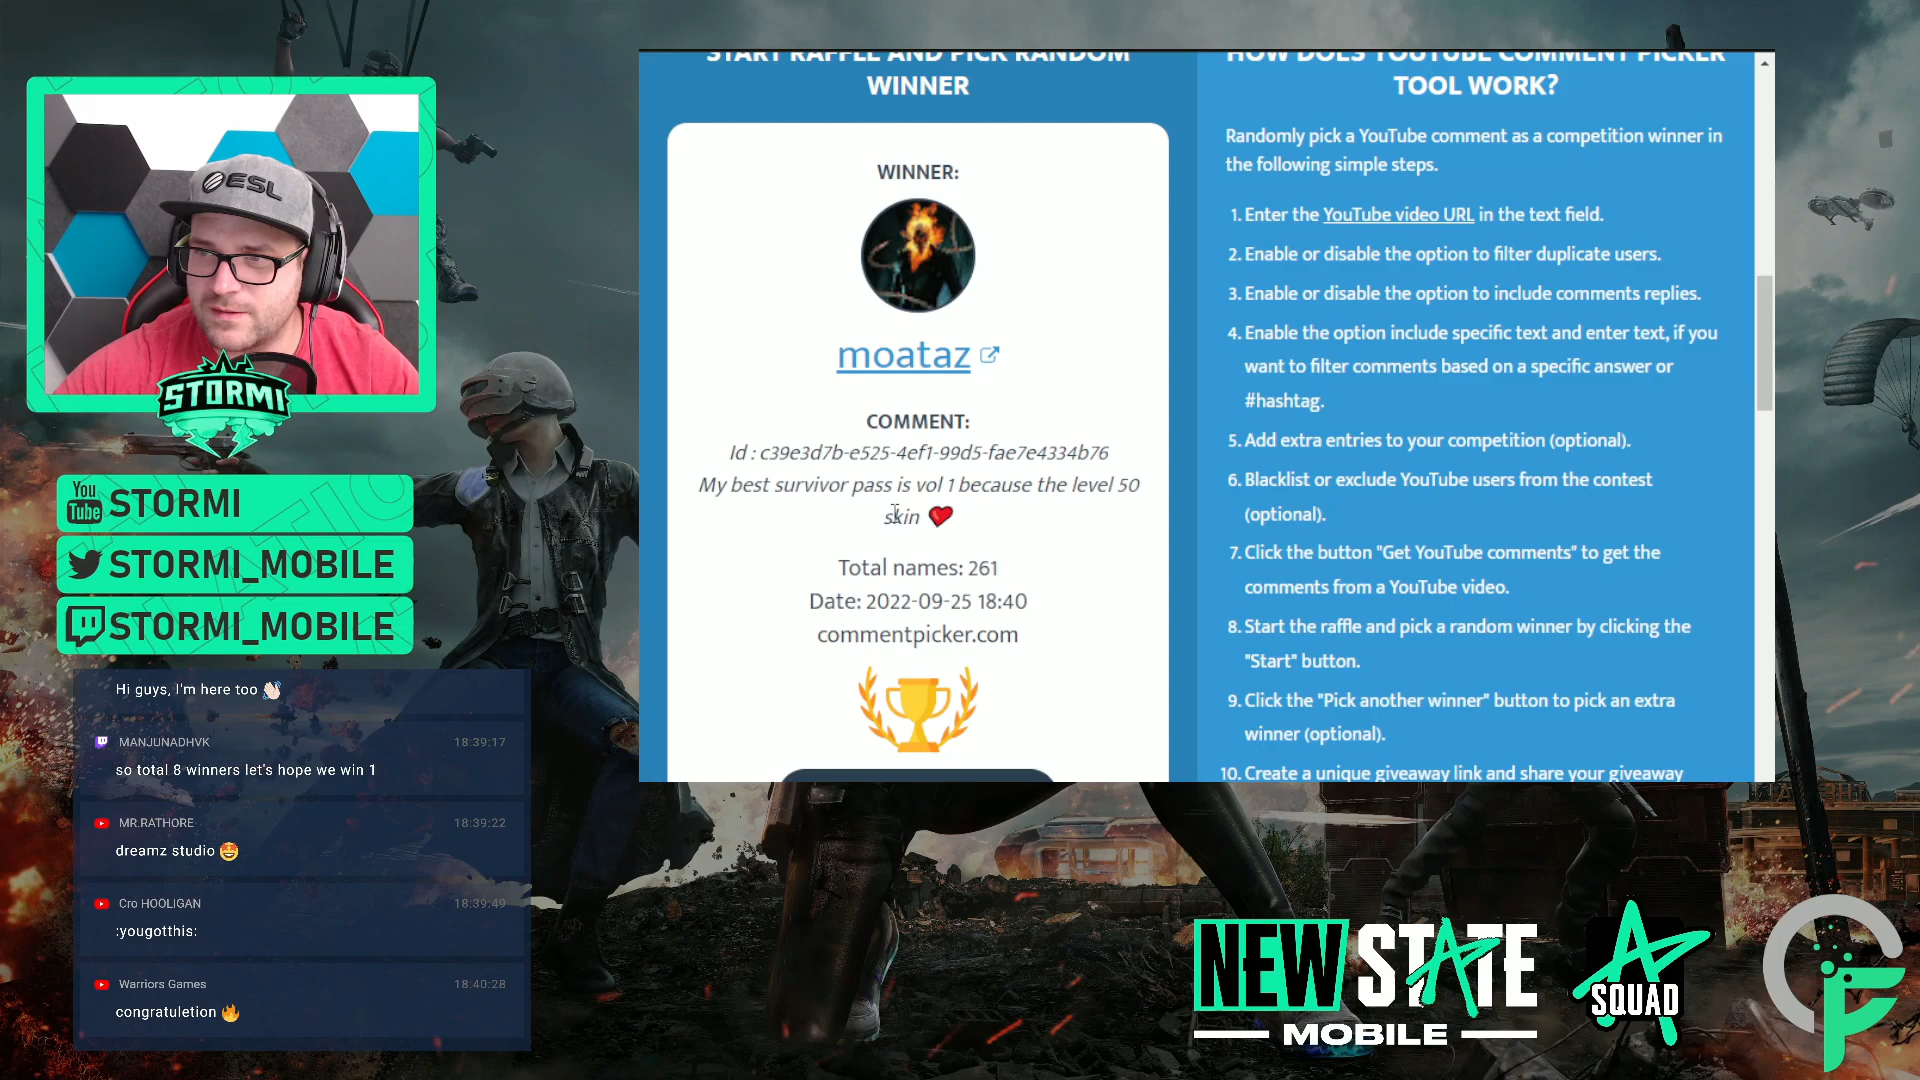 START RAFFLE AND PICK RANDOM
WINNER
WINNER:
moataz
COMMENT:
Id : c39e3d7b-e525-4ef1-99d5-fae7e4334b76
My best survivor pass is vol 1 because the level 50
skin ❤
Total names: 261
Date: 2022-09-25 18:40
commentpicker.com
HOW DOES YOUTUBE COMMENT PICKER
TOOL WORK?
Randomly pick a YouTube comment as a competition winner in
the following simple steps.
1. Enter the YouTube video URL in the text field.
2. Enable or disable the option to filter duplicate users.
3. Enable or disable the option to include comments replies.
4. Enable the option include specific text and enter text, if you
want to filter comments based on a specific answer or
#hashtag.
5. Add extra entries to your competition (optional).
6. Blacklist or exclude YouTube users from the contest
(optional).
7. Click the button "Get YouTube comments" to get the
comments from a YouTube video.
8. Start the raffle and pick a random winner by clicking the
"Start" button.
9. Click the "Pick another winner" button to pick an extra
winner (optional).
10. Create a unique giveaway link and share your giveaway
ESL
STORMI
You
Tube STORMI
STORMI_MOBILE
STORMI_MOBILE
Hi guys, I'm here too 👋🏻
MANJUNADHVK 18:39:17
so total 8 winners let's hope we win 1
MR.RATHORE 18:39:22
dreamz studio 🤩
Cro HOOLIGAN 18:39:49
:yougotthis:
Warriors Games 18:40:28
congratuletion 🔥
NEW STATE
MOBILE
A
SQUAD
CF